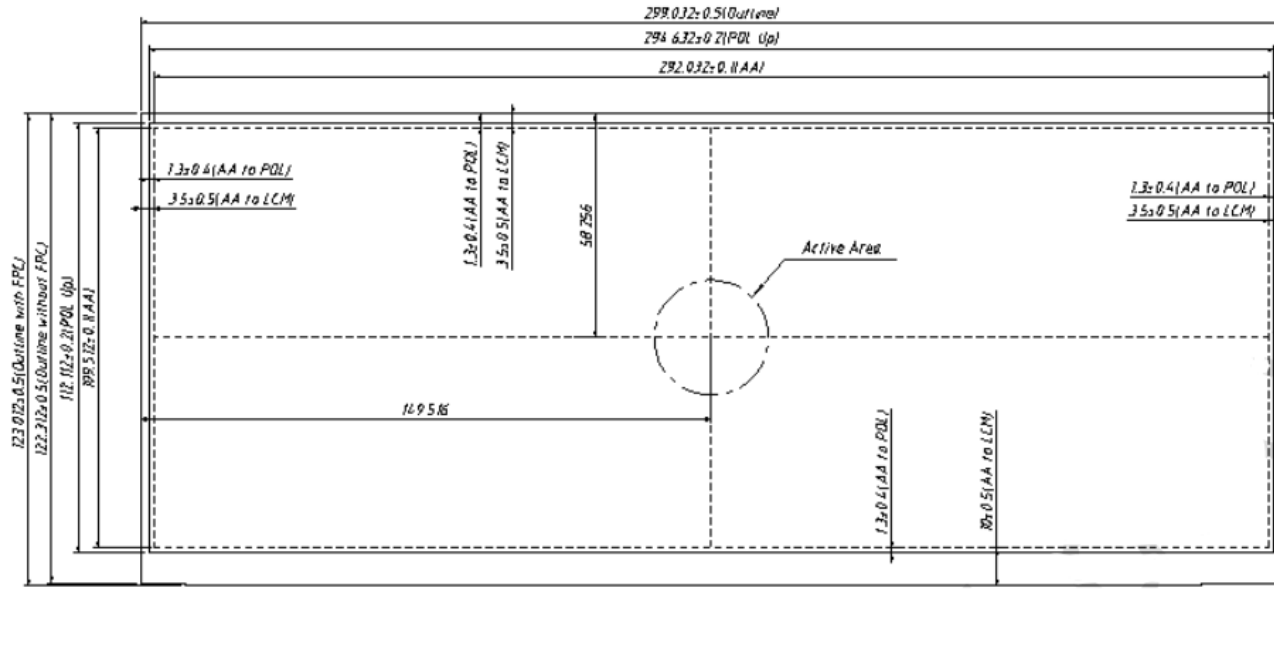 299.032±0.5(Outline)
294.632±0.2(POL Up)
292.032±0.1(AA)
1.3±0.4(AA to POL)
3.5±0.5(AA to LCM)
1.3±0.4(AA to POL)
3.5±0.5(AA to LCM)
58.256
1.3±0.4(AA to POL)
3.5±0.5(AA to LCM)
Active Area
123.012±0.5(Outline with FPC)
122.312±0.5(Outline without FPC)
112.112±0.2(POL Up)
109.512±0.1(AA)
149.516
1.3±0.4(AA to POL)
10±0.5(AA to LCM)